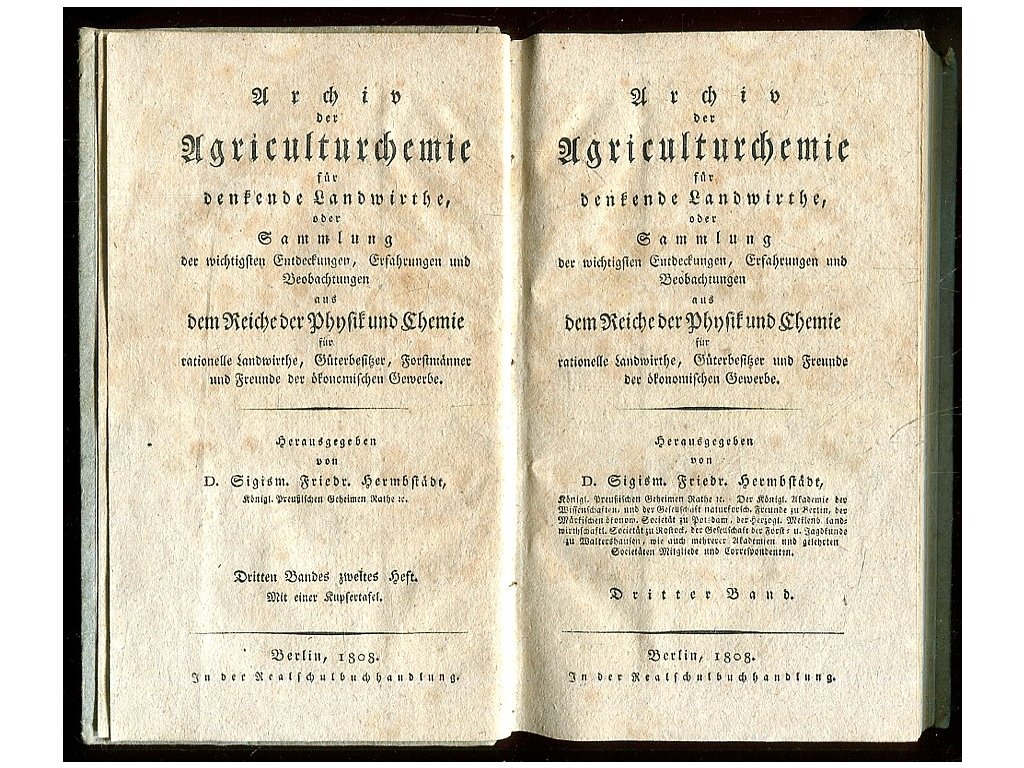 Archiv
der
Agriculturchemie
für
denkende Landwirthe,
oder
Sammlung
der wichtigsten Entdeckungen, Erfahrungen und
Beobachtungen
aus
dem Reiche der Physik und Chemie
für
rationelle Landwirthe, Güterbesitzer, Forstmänner
und Freunde der ökonomischen Gewerbe.
Herausgegeben
von
D. Sigism. Friedr. Hermbstädt,
Königl. Preußischen Geheimen Rathe ꝛc.
Dritten Bandes zweites Heft.
Mit einer Kupfertafel.
Berlin, 1808.
In der Realschulbuchhandlung.
Archiv
der
Agriculturchemie
für
denkende Landwirthe,
oder
Sammlung
der wichtigsten Entdeckungen, Erfahrungen und
Beobachtungen
aus
dem Reiche der Physik und Chemie
für
rationelle Landwirthe, Güterbesitzer und Freunde
der ökonomischen Gewerbe.
Herausgegeben
von
D. Sigism. Friedr. Hermbstädt,
Königl. Preußischen Geheimen Rathe ꝛc. Der Königl. Akademie der
Wissenschaften, und der Gesellschaft naturforsch. Freunde zu Berlin, der
Märkischen ökonom. Societät zu Potsdam, der Herzogl. Meklenb. land-
wirthschaftl. Societät zu Rostock, der Gesellschaft der Forst- u. Jagdkunde
zu Waltershausen, wie auch mehrerer Akademien und gelehrten
Societäten Mitgliede und Correspondenten.
Dritter Band.
Berlin, 1808.
In der Realschulbuchhandlung.